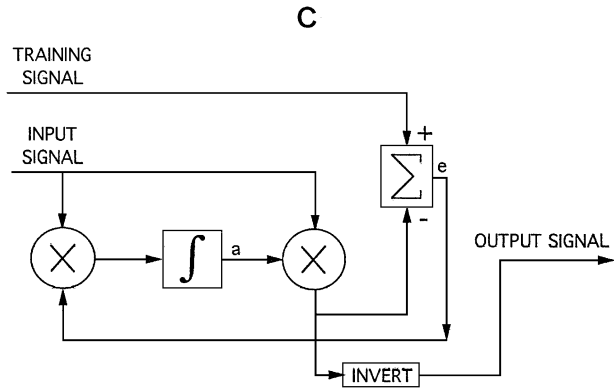 C
TRAINING
SIGNAL
INPUT
SIGNAL
+
Σ
e
-
∫
a
X
X
OUTPUT SIGNAL
INVERT